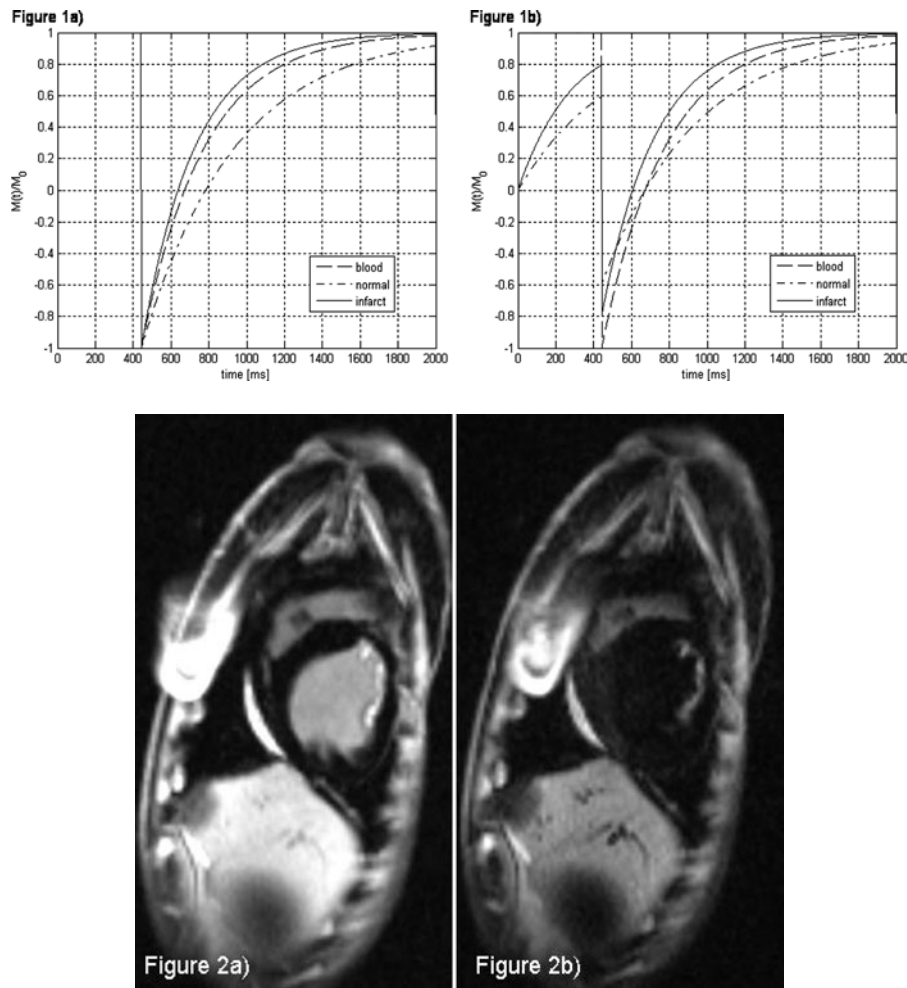 Figure 1a)
1
0.8
0.6
0.4
0.2
0
-0.2
-0.4
-0.6
-0.8
-1
M(t)/M₀
0 200 400 600 800 1000 1200 1400 1600 1800 2000
time [ms]
blood
normal
infarct
Figure 1b)
1
0.8
0.6
0.4
0.2
0
-0.2
-0.4
-0.6
-0.8
-1
M(t)/M₀
0 200 400 600 800 1000 1200 1400 1600 1800 2000
time [ms]
blood
normal
infarct
Figure 2a)
Figure 2b)